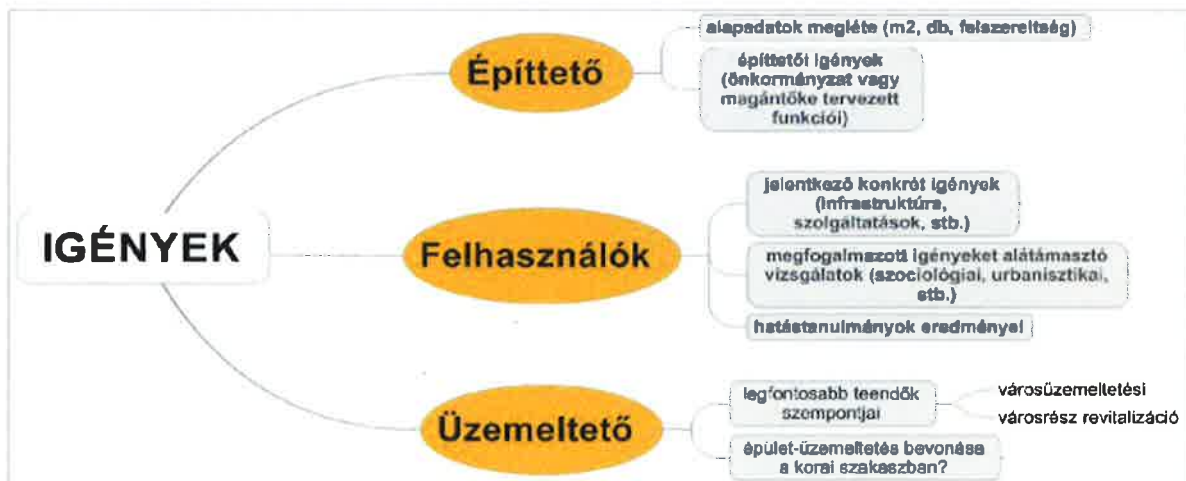 IGÉNYEK
Építtető
alapadatok megléte (m2, db, felszereltség)
építtetői igények
(önkormányzat vagy
magántőke tervezett
funkciói)
Felhasználók
jelentkező konkrét igények
(infrastruktúra,
szolgáltatások, stb.)
megfogalmazott igényeket alátámasztó
vizsgálatok (szociológiai, urbanisztikai,
stb.)
hatástanulmányok eredményei
Üzemeltető
legfontosabb teendők
szempontjai
városüzemeltetési
városrész revitalizáció
épület-üzemeltetés bevonása
a korai szakaszban?